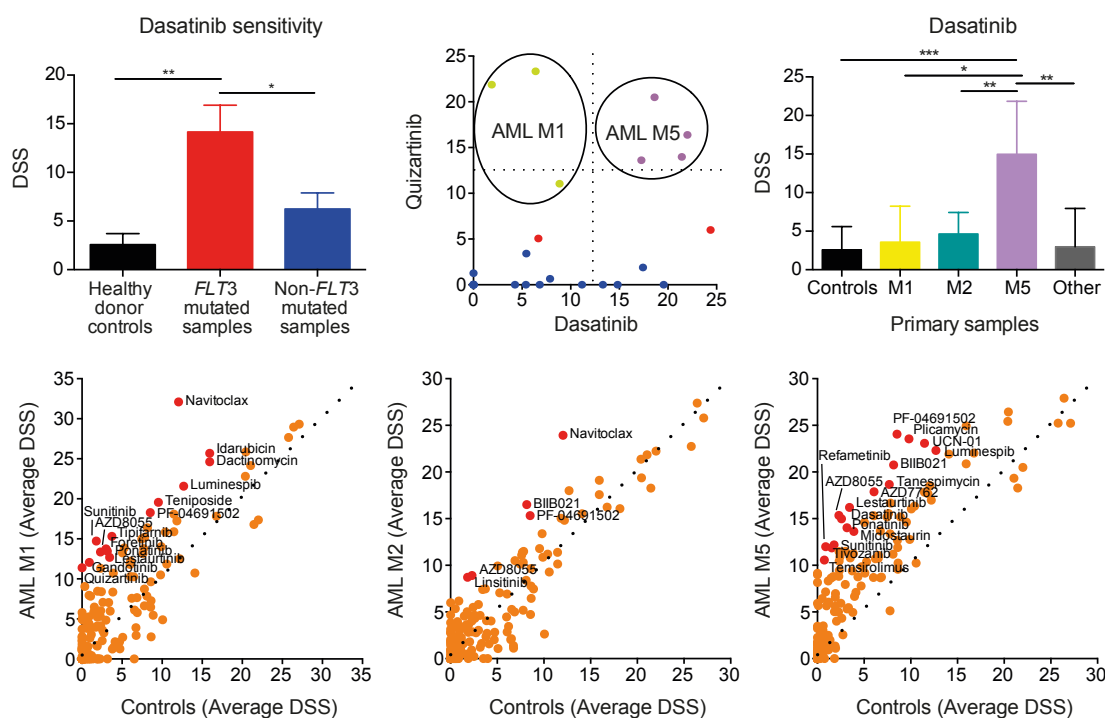 Dasatinib sensitivity
DSS
20
15
10
5
0
**
*
Healthy
donor
controls
FLT3
mutated
samples
Non-FLT3
mutated
samples
Quizartinib
25
20
15
10
5
0
AML M1
AML M5
0 5 10 15 20 25
Dasatinib
Dasatinib
DSS
25
20
15
10
5
0
***
*
**
**
Controls M1 M2 M5 Other
Primary samples
AML M1 (Average DSS)
35
30
25
20
15
10
5
0
Navitoclax
Idarubicin
Dactinomycin
Luminespib
Teniposide
PF-04691502
Sunitinib
AZD8055
Tipifarnib
Foretinib
Ponatinib
Lestaurtinib
Gandotinib
Quizartinib
0 5 10 15 20 25 30 35
Controls (Average DSS)
AML M2 (Average DSS)
30
25
20
15
10
5
0
Navitoclax
BIIB021
PF-04691502
AZD8055
Linsitinib
0 5 10 15 20 25 30
Controls (Average DSS)
AML M5 (Average DSS)
30
25
20
15
10
5
0
PF-04691502
Plicamycin
UCN-01
Luminespib
Refametinib
BIIB021
AZD8055
Tanespimycin
AZD7762
Lestaurtinib
Dasatinib
Ponatinib
Midostaurin
Sunitinib
Tivozanib
Temsirolimus
0 5 10 15 20 25 30
Controls (Average DSS)